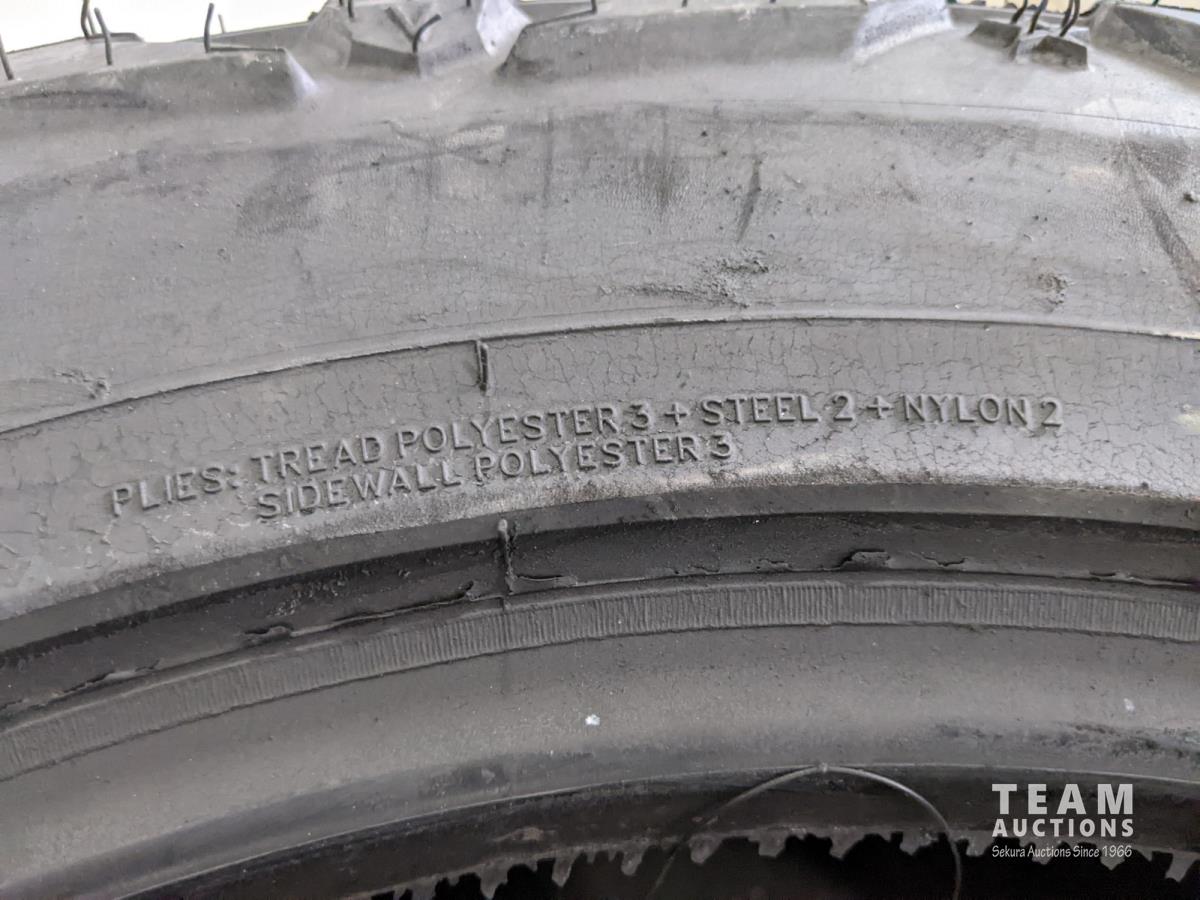 PLIES: TREAD POLYESTER 3 + STEEL 2 + NYLON 2
SIDEWALL POLYESTER 3
TEAM
AUCTIONS
Sekura Auctions Since 1966